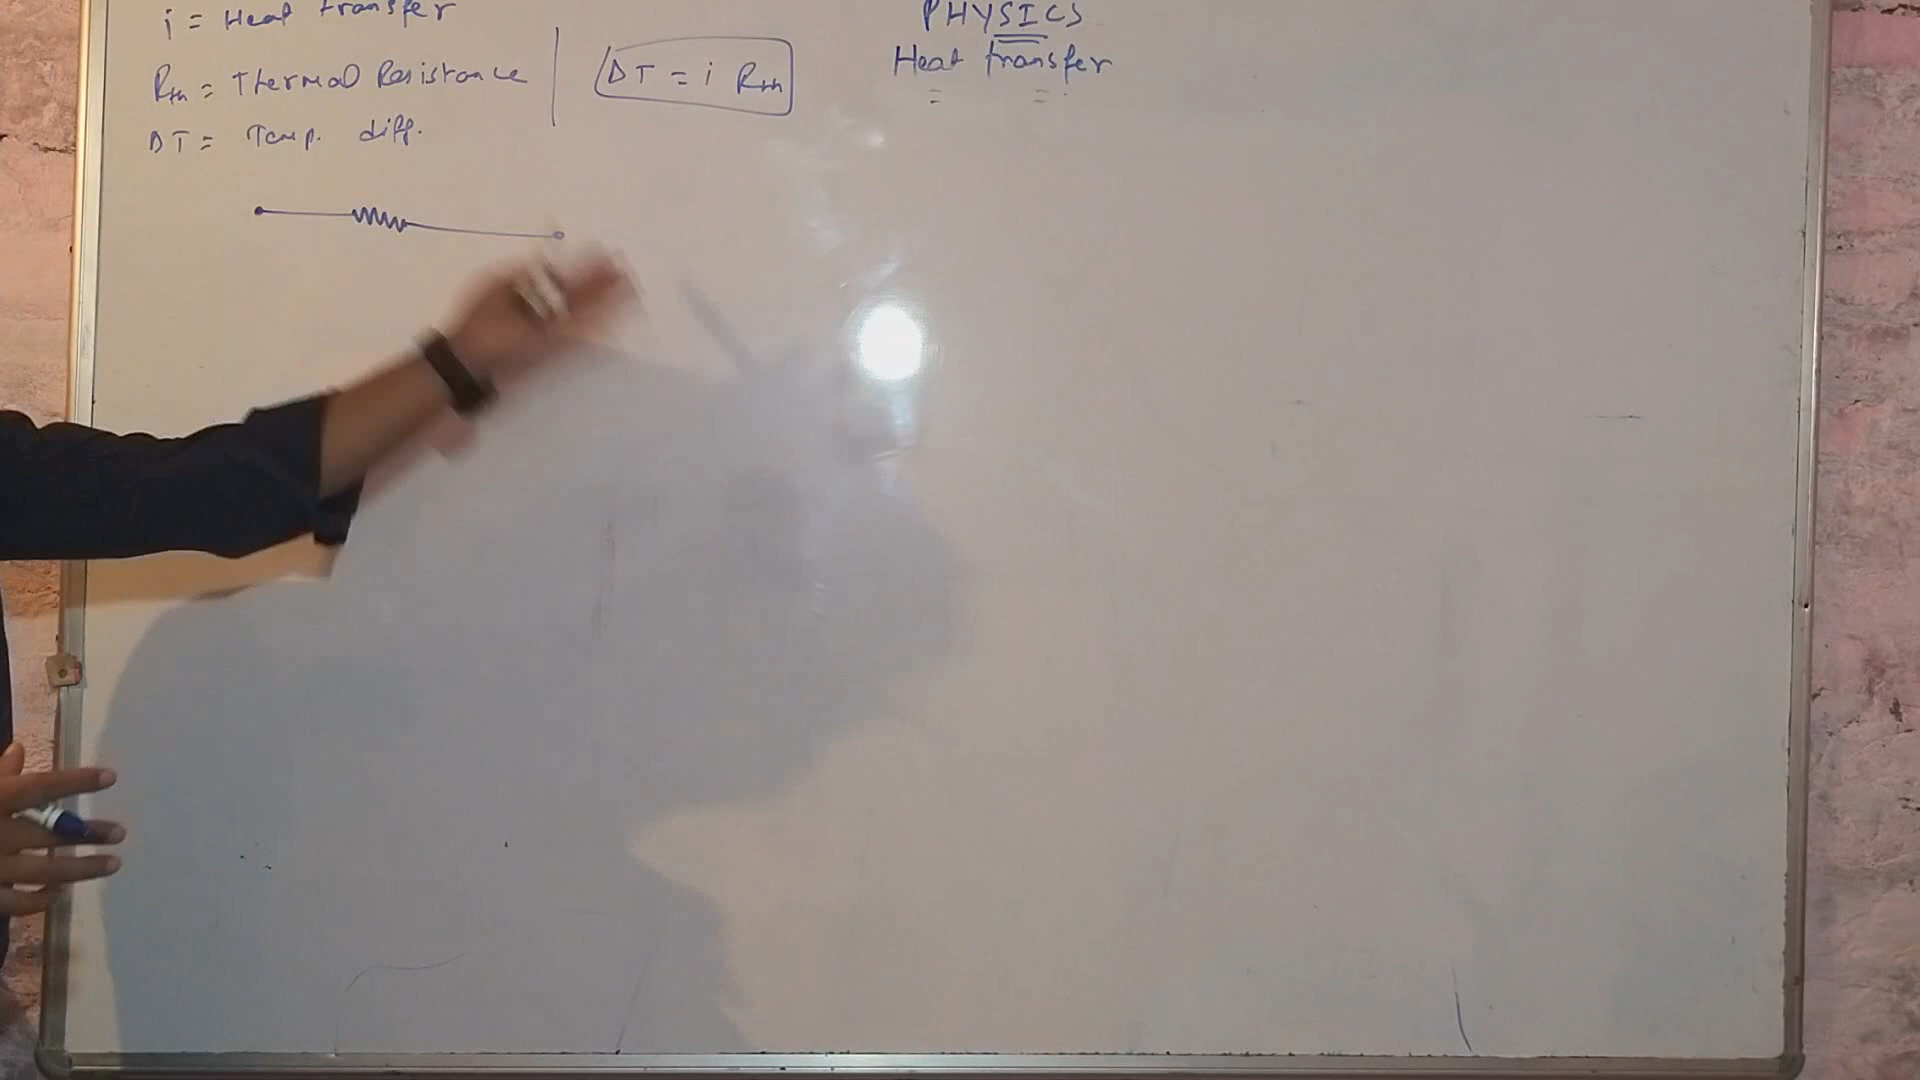 i = Heat transfer
Rth = Thermal Resistance
ΔT = Temp. diff.
ΔT = i Rth
PHYSICS
Heat transfer